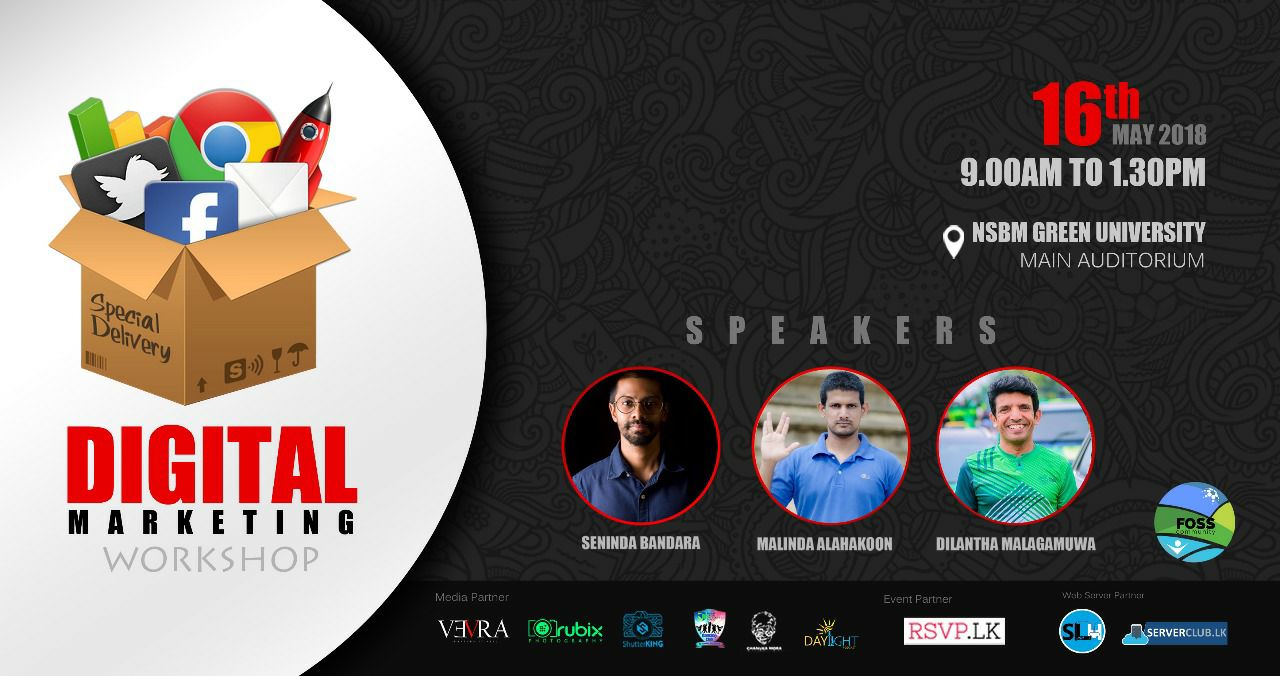 Special
Delivery
DIGITAL
MARKETING
WORKSHOP
16th
MAY 2018
9.00AM TO 1.30PM
NSBM GREEN UNIVERSITY
MAIN AUDITORIUM
SPEAKERS
SENINDA BANDARA
MALINDA ALAHAKOON
DILANTHA MALAGAMUWA
FOSS
community
Media Partner
VEVRA
rubix
PHOTOGRAPHY
ShutterKING
DAYLIGHT
Event Partner
RSVP.LK
Web Server Partner
SL
SERVERCLUB.LK